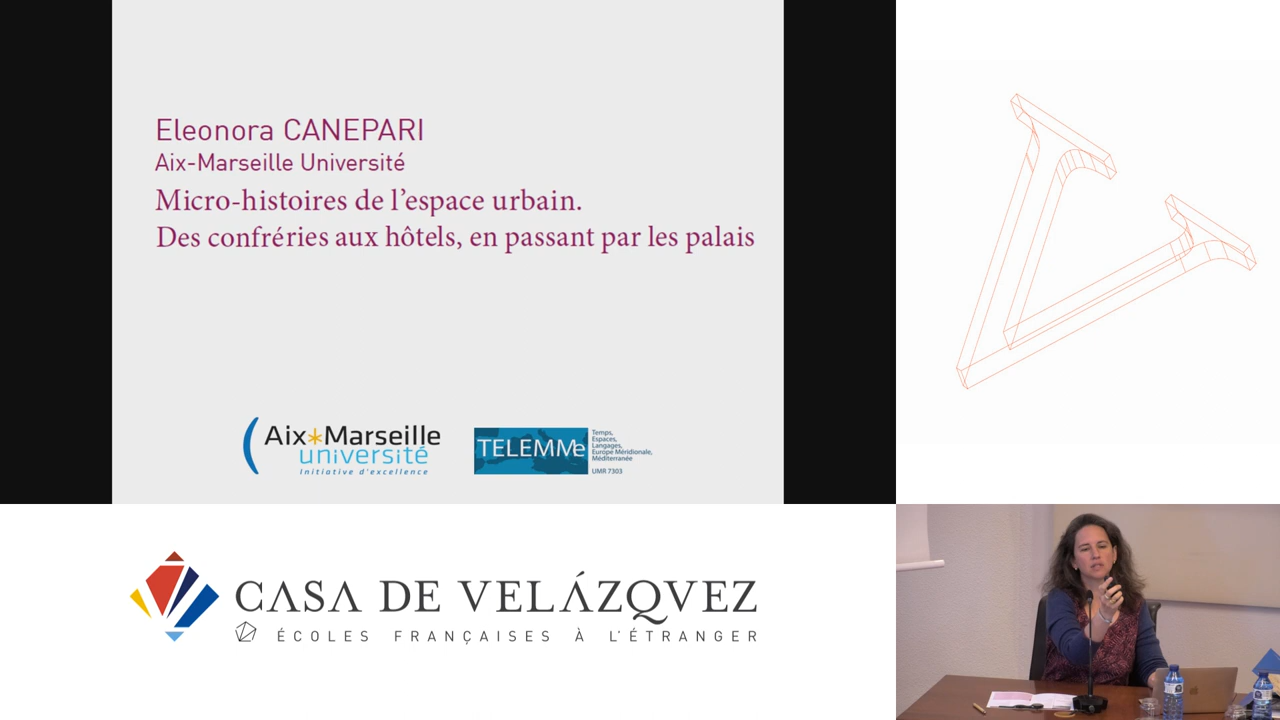 Eleonora CANEPARI
Aix-Marseille Université
Micro-histoires de l’espace urbain.
Des confréries aux hôtels, en passant par les palais
Aix*Marseille
université
Initiative d'excellence
TELEMMe
Temps,
Espaces,
Langages,
Europe Méridionale,
Méditerranée
UMR 7303
CASA DE VELÁZQVEZ
ÉCOLES FRANÇAISES À L'ÉTRANGER